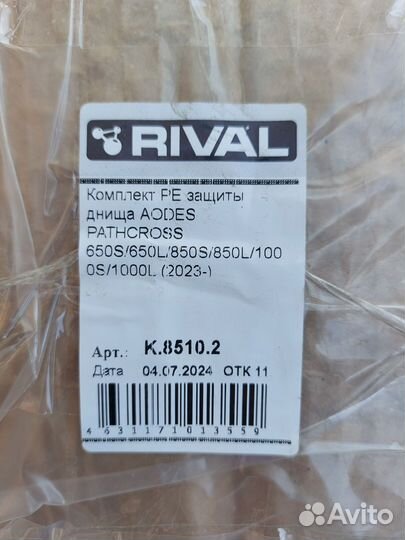 RIVAL
Комплект PE защиты
днища AODES
PATHCROSS
650S/650L/850S/850L/100
0S/1000L (2023-)
Арт.: K.8510.2
Дата 04.07.2024 ОТК 11
4631171013559
Avito